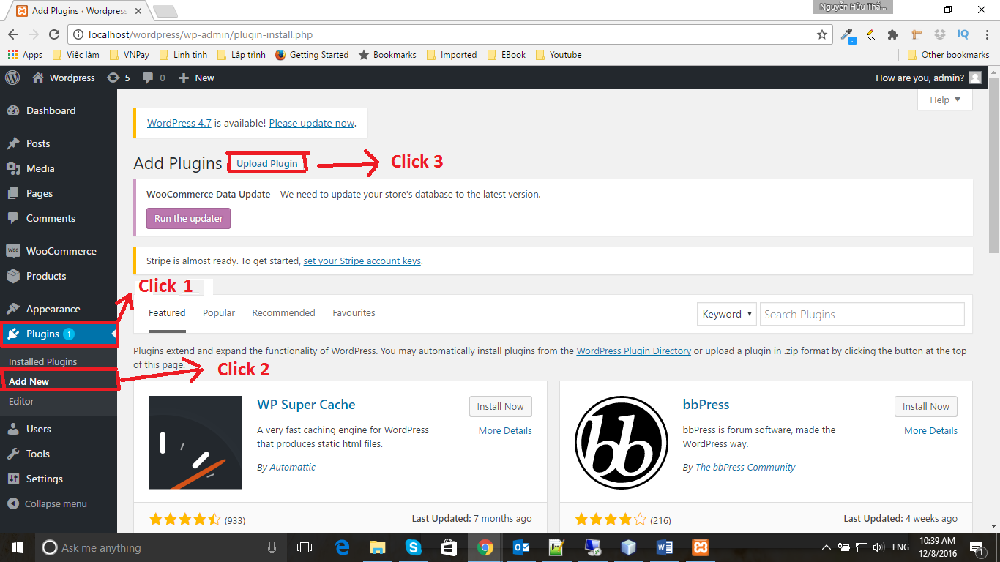 Add Plugins ‹ Wordpress
Nguyễn Hữu Thắ...
localhost/wordpress/wp-admin/plugin-install.php
css
IQ
Apps
Việc làm
VNPay
Linh tinh
Lập trình
Getting Started
Bookmarks
Imported
EBook
Youtube
Other bookmarks
Wordpress
5
0
New
How are you, admin?
Help
Dashboard
Posts
Media
Pages
Comments
WooCommerce
Products
Appearance
Plugins 1
Installed Plugins
Add New
Editor
Users
Tools
Settings
Collapse menu
WordPress 4.7 is available! Please update now.
Add Plugins
Upload Plugin
Click 3
WooCommerce Data Update – We need to update your store's database to the latest version.
Run the updater
Stripe is almost ready. To get started, set your Stripe account keys.
Click 1
Featured
Popular
Recommended
Favourites
Keyword
Search Plugins
Plugins extend and expand the functionality of WordPress. You may automatically install plugins from the WordPress Plugin Directory or upload a plugin in .zip format by clicking the button at the top
of this page.
Click 2
WP Super Cache
Install Now
A very fast caching engine for WordPress
that produces static html files.
More Details
By Automattic
(933)
Last Updated: 7 months ago
bb
bbPress
Install Now
bbPress is forum software, made the
WordPress way.
More Details
By The bbPress Community
(216)
Last Updated: 4 weeks ago
Ask me anything
ENG
10:39 AM
12/8/2016
1